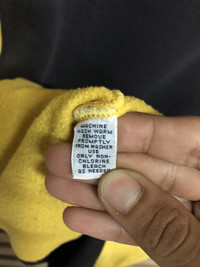 MACHINE
WASH WARM
REMOVE
PROMPTLY
FROM WASHER
USE
ONLY NON-
CHLORINE
BLEACH
AS NEEDED